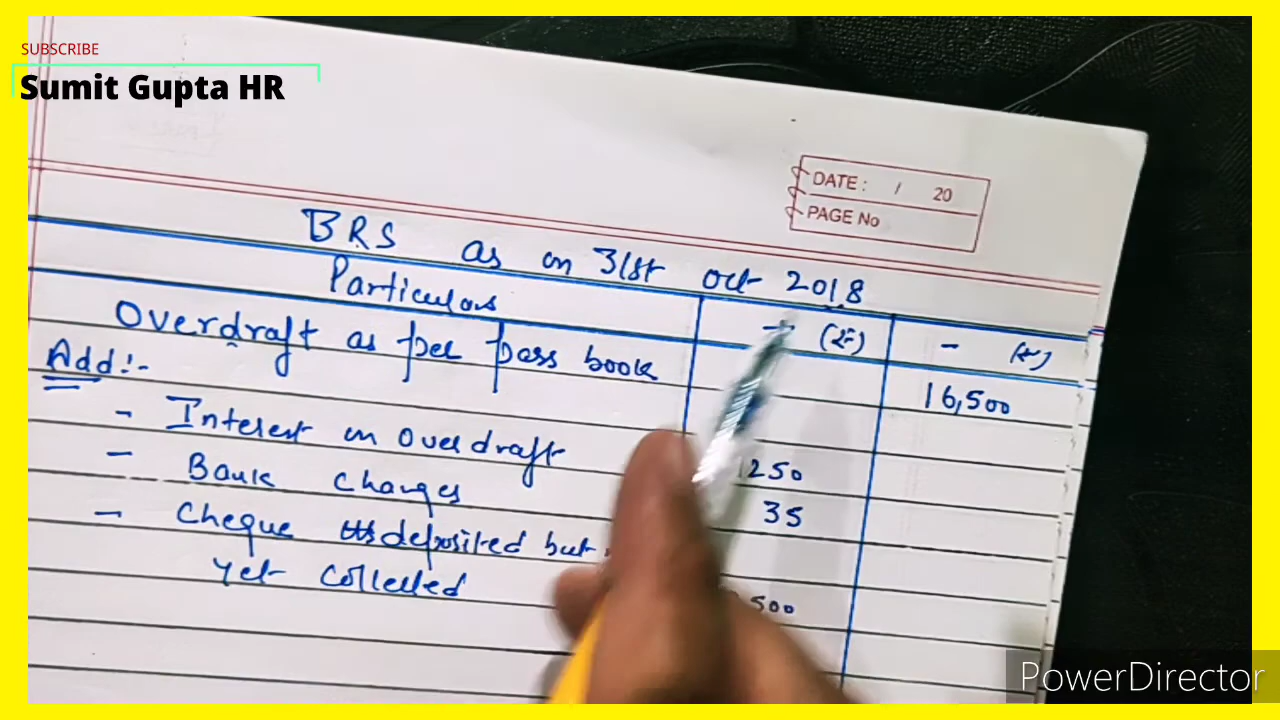 SUBSCRIBE
Sumit Gupta HR
DATE: / 20
PAGE No
BRS as on 31st oct 2018
Particulars
(₹)
(₹)
Overdraft as per pass book
16,500
Add:-
- Interest on overdraft
250
- Bank charges
35
- Cheque deposited but
yet collected
500
PowerDirector